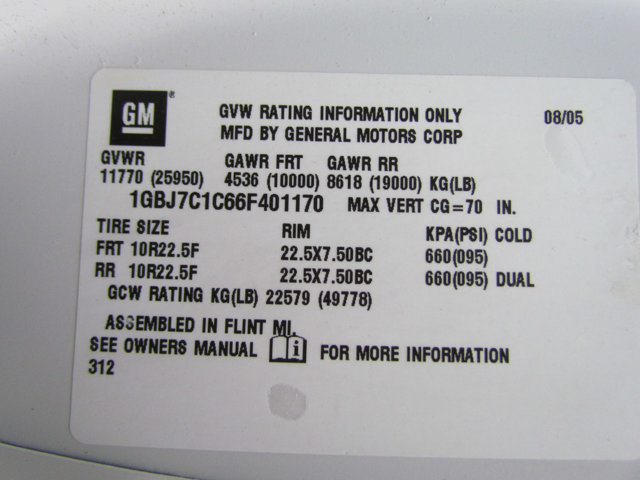 GM
GVW RATING INFORMATION ONLY 08/05
MFD BY GENERAL MOTORS CORP
GVWR GAWR FRT GAWR RR
11770 (25950) 4536 (10000) 8618 (19000) KG(LB)
1GBJ7C1C66F401170 MAX VERT CG=70 IN.
TIRE SIZE RIM KPA(PSI) COLD
FRT 10R22.5F 22.5X7.50BC 660(095)
RR 10R22.5F 22.5X7.50BC 660(095) DUAL
GCW RATING KG(LB) 22579 (49778)
ASSEMBLED IN FLINT MI.
SEE OWNERS MANUAL i FOR MORE INFORMATION
312